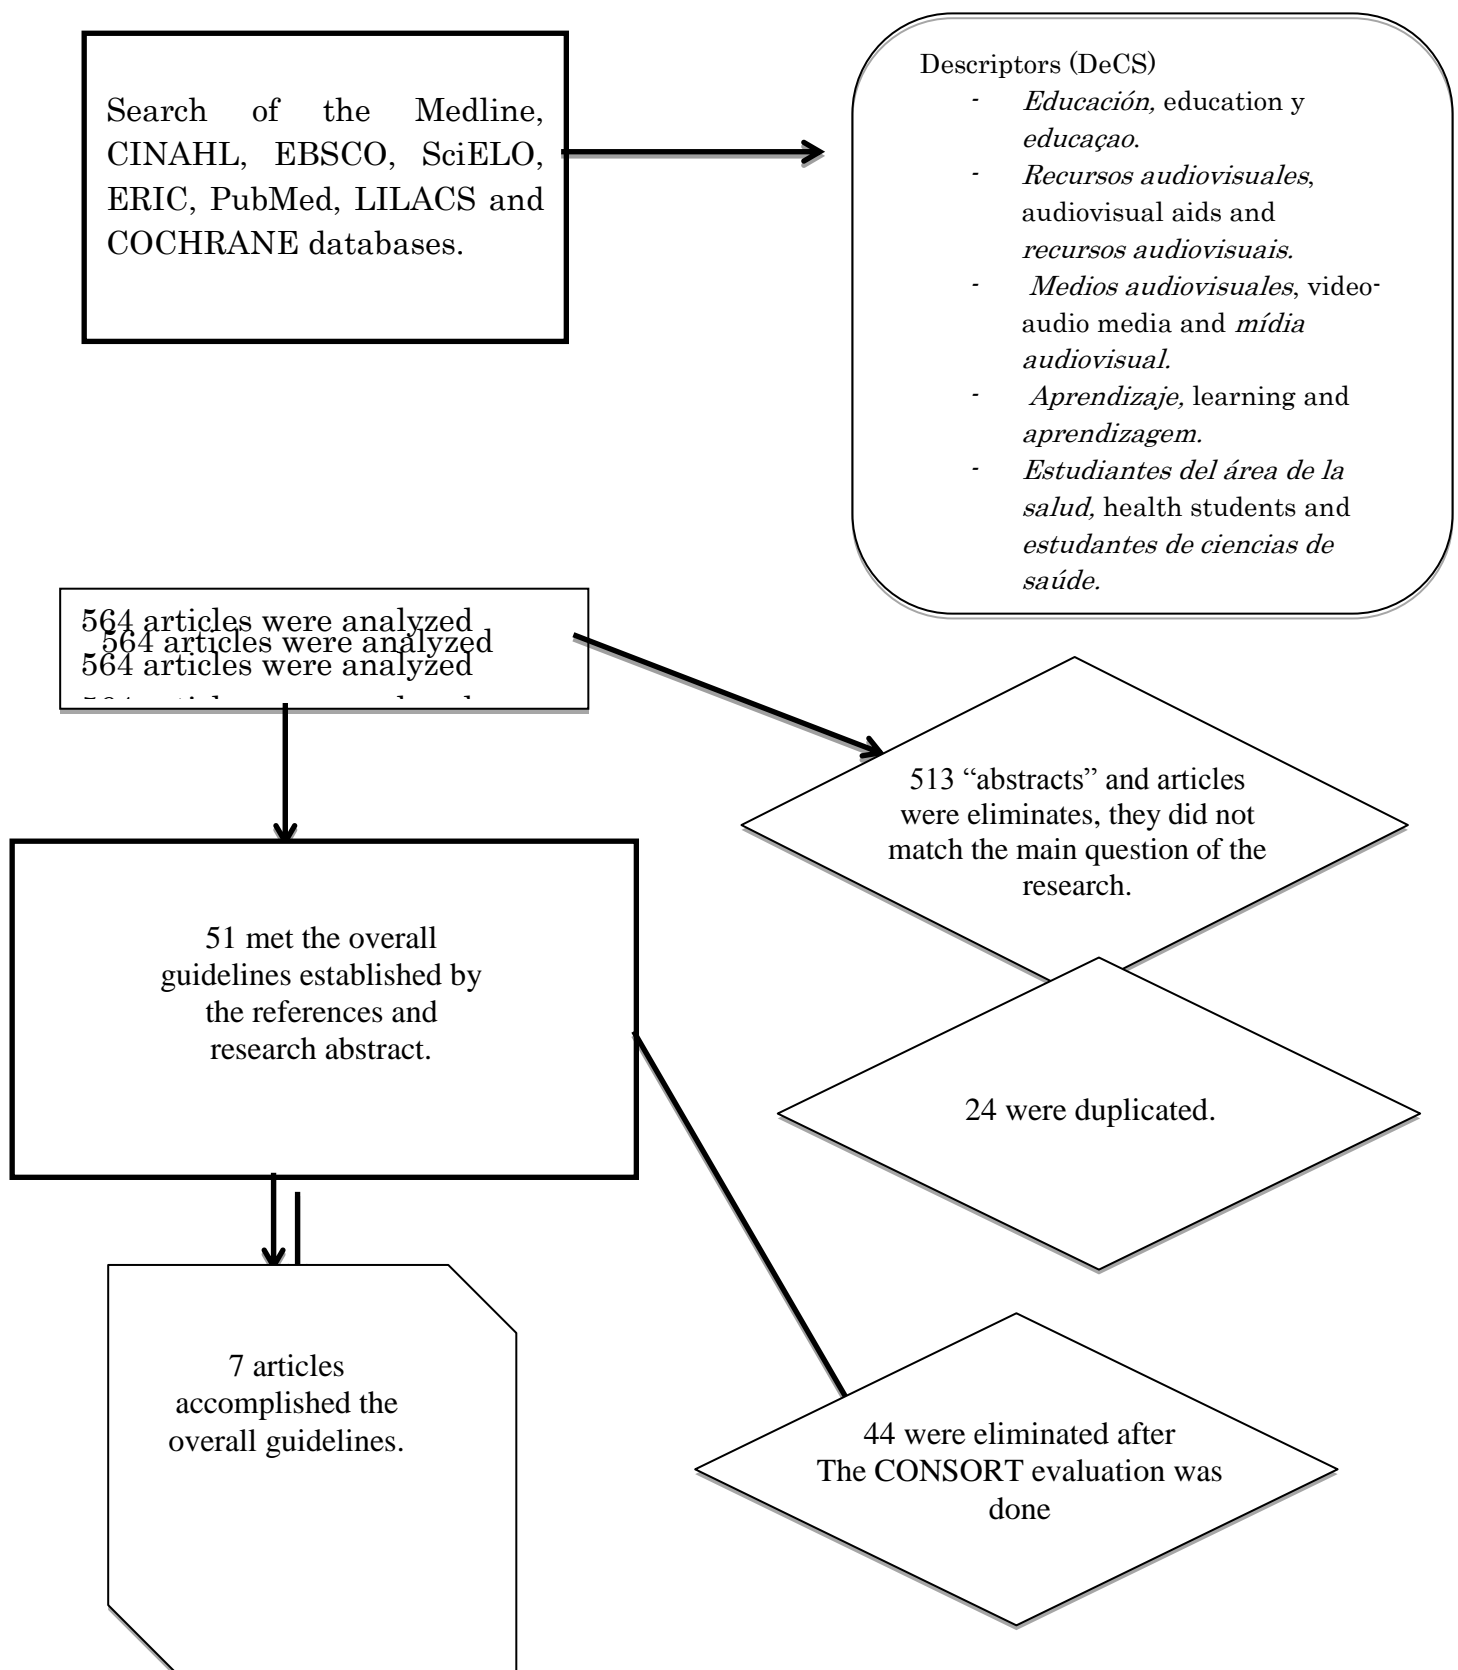 Search of the Medline,
CINAHL, EBSCO, SciELO,
ERIC, PubMed, LILACS and
COCHRANE databases.
Descriptors (DeCS)
- Educación, education y
educaçao.
- Recursos audiovisuales,
audiovisual aids and
recursos audiovisuais.
- Medios audiovisuales, video-
audio media and mídia
audiovisual.
- Aprendizaje, learning and
aprendizagem.
- Estudiantes del área de la
salud, health students and
estudantes de ciencias de
saúde.
564 articles were analyzed
564 articles were analyzed
564 articles were analyzed
513 “abstracts” and articles
were eliminates, they did not
match the main question of the
research.
51 met the overall
guidelines established by
the references and
research abstract.
24 were duplicated.
7 articles
accomplished the
overall guidelines.
44 were eliminated after
The CONSORT evaluation was
done